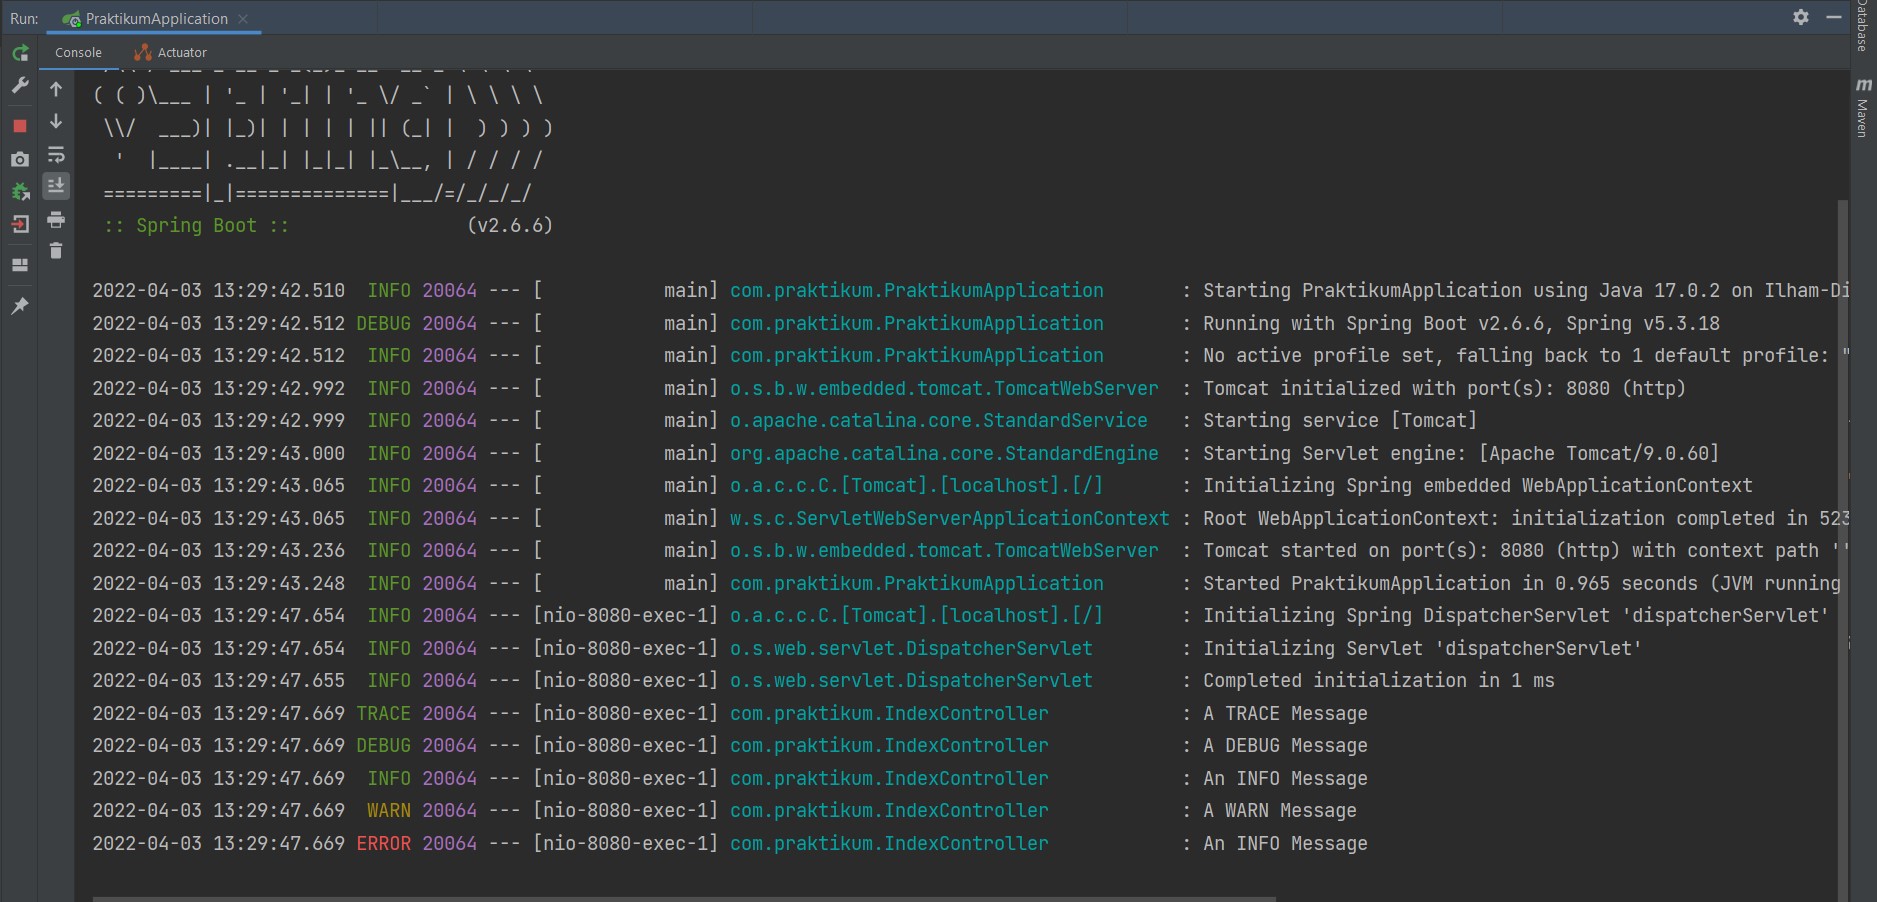 Run: PraktikumApplication
Console Actuator
( ( )\___ | '_ | '_| | '_ \/ _` | \ \ \ \
\\/  ___)| |_)| | | | | || (_| |  ) ) ) )
'  |____| .__|_| |_|_| |_\__, | / / / /
=========|_|==============|___/=/_/_/_/
:: Spring Boot :: (v2.6.6)
2022-04-03 13:29:42.510  INFO 20064 --- [           main] com.praktikum.PraktikumApplication       : Starting PraktikumApplication using Java 17.0.2 on Ilham-Di
2022-04-03 13:29:42.512 DEBUG 20064 --- [           main] com.praktikum.PraktikumApplication       : Running with Spring Boot v2.6.6, Spring v5.3.18
2022-04-03 13:29:42.512  INFO 20064 --- [           main] com.praktikum.PraktikumApplication       : No active profile set, falling back to 1 default profile: "
2022-04-03 13:29:42.992  INFO 20064 --- [           main] o.s.b.w.embedded.tomcat.TomcatWebServer  : Tomcat initialized with port(s): 8080 (http)
2022-04-03 13:29:42.999  INFO 20064 --- [           main] o.apache.catalina.core.StandardService   : Starting service [Tomcat]
2022-04-03 13:29:43.000  INFO 20064 --- [           main] org.apache.catalina.core.StandardEngine  : Starting Servlet engine: [Apache Tomcat/9.0.60]
2022-04-03 13:29:43.065  INFO 20064 --- [           main] o.a.c.c.C.[Tomcat].[localhost].[/]       : Initializing Spring embedded WebApplicationContext
2022-04-03 13:29:43.065  INFO 20064 --- [           main] w.s.c.ServletWebServerApplicationContext : Root WebApplicationContext: initialization completed in 523
2022-04-03 13:29:43.236  INFO 20064 --- [           main] o.s.b.w.embedded.tomcat.TomcatWebServer  : Tomcat started on port(s): 8080 (http) with context path ''
2022-04-03 13:29:43.248  INFO 20064 --- [           main] com.praktikum.PraktikumApplication       : Started PraktikumApplication in 0.965 seconds (JVM running
2022-04-03 13:29:47.654  INFO 20064 --- [nio-8080-exec-1] o.a.c.c.C.[Tomcat].[localhost].[/]       : Initializing Spring DispatcherServlet 'dispatcherServlet'
2022-04-03 13:29:47.654  INFO 20064 --- [nio-8080-exec-1] o.s.web.servlet.DispatcherServlet        : Initializing Servlet 'dispatcherServlet'
2022-04-03 13:29:47.655  INFO 20064 --- [nio-8080-exec-1] o.s.web.servlet.DispatcherServlet        : Completed initialization in 1 ms
2022-04-03 13:29:47.669 TRACE 20064 --- [nio-8080-exec-1] com.praktikum.IndexController            : A TRACE Message
2022-04-03 13:29:47.669 DEBUG 20064 --- [nio-8080-exec-1] com.praktikum.IndexController            : A DEBUG Message
2022-04-03 13:29:47.669  INFO 20064 --- [nio-8080-exec-1] com.praktikum.IndexController            : An INFO Message
2022-04-03 13:29:47.669  WARN 20064 --- [nio-8080-exec-1] com.praktikum.IndexController            : A WARN Message
2022-04-03 13:29:47.669 ERROR 20064 --- [nio-8080-exec-1] com.praktikum.IndexController            : An INFO Message
Database
m Maven